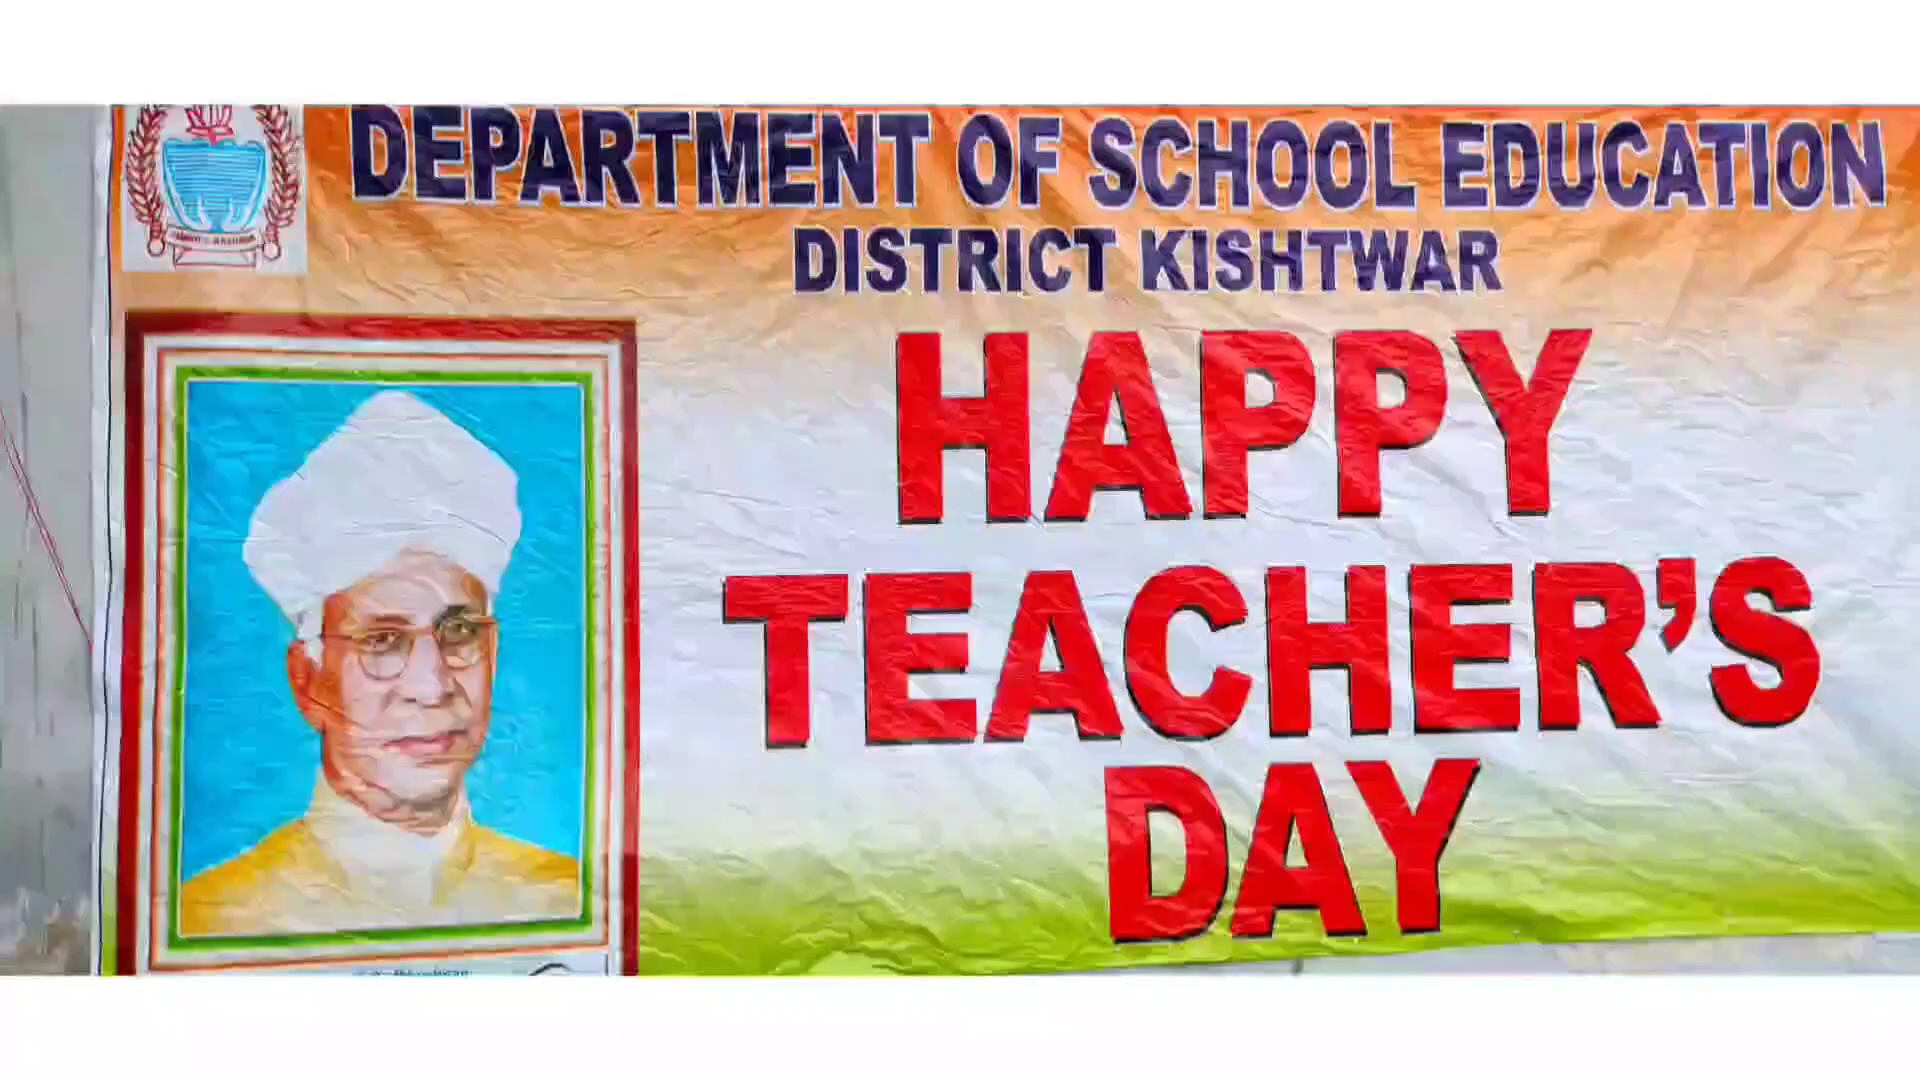 DEPARTMENT OF SCHOOL EDUCATION
DISTRICT KISHTWAR
HAPPY
TEACHER'S
DAY